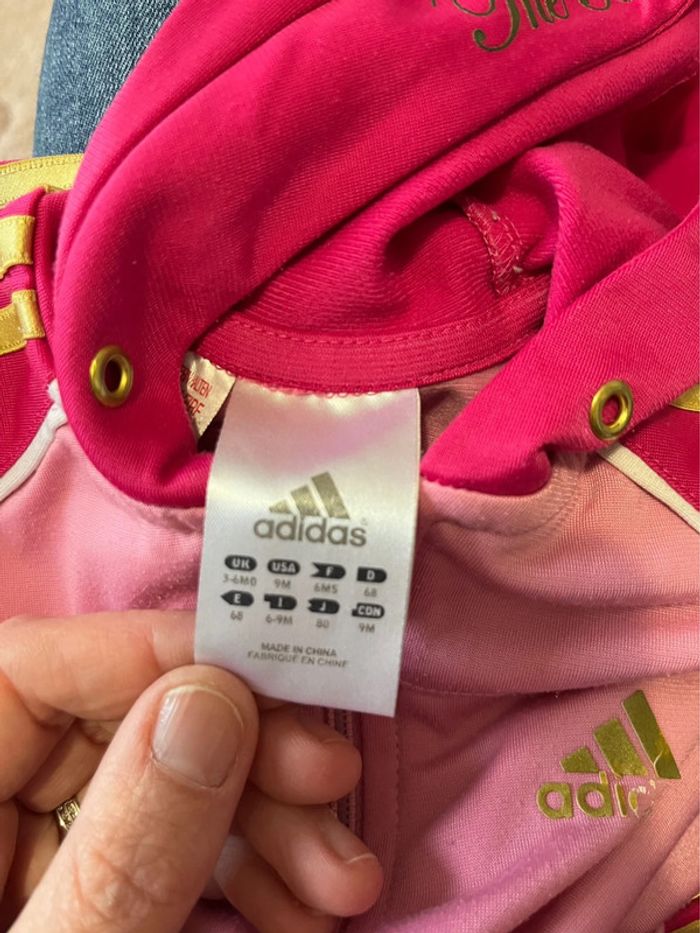 The
adidas
UK USA F D
3-6MO 9M 6MS 68
E I J CDN
68 6-9M 80 9M
MADE IN CHINA
FABRIQUÉ EN CHINE